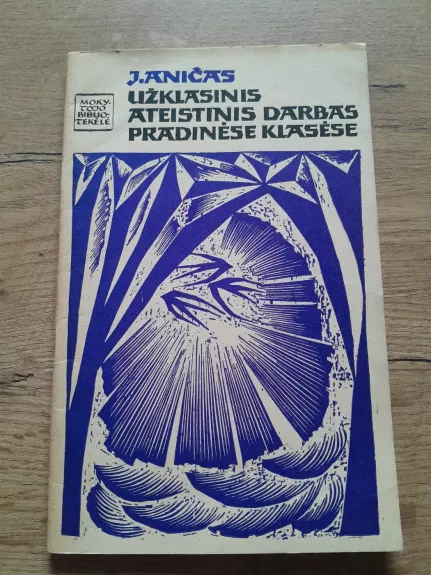 J. ANIČAS
UŽKLASINIS
ATEISTINIS DARBAS
PRADINĖSE KLASĖSE
MOKY-
TOJO
BIBLIO-
TEKĖLĖ